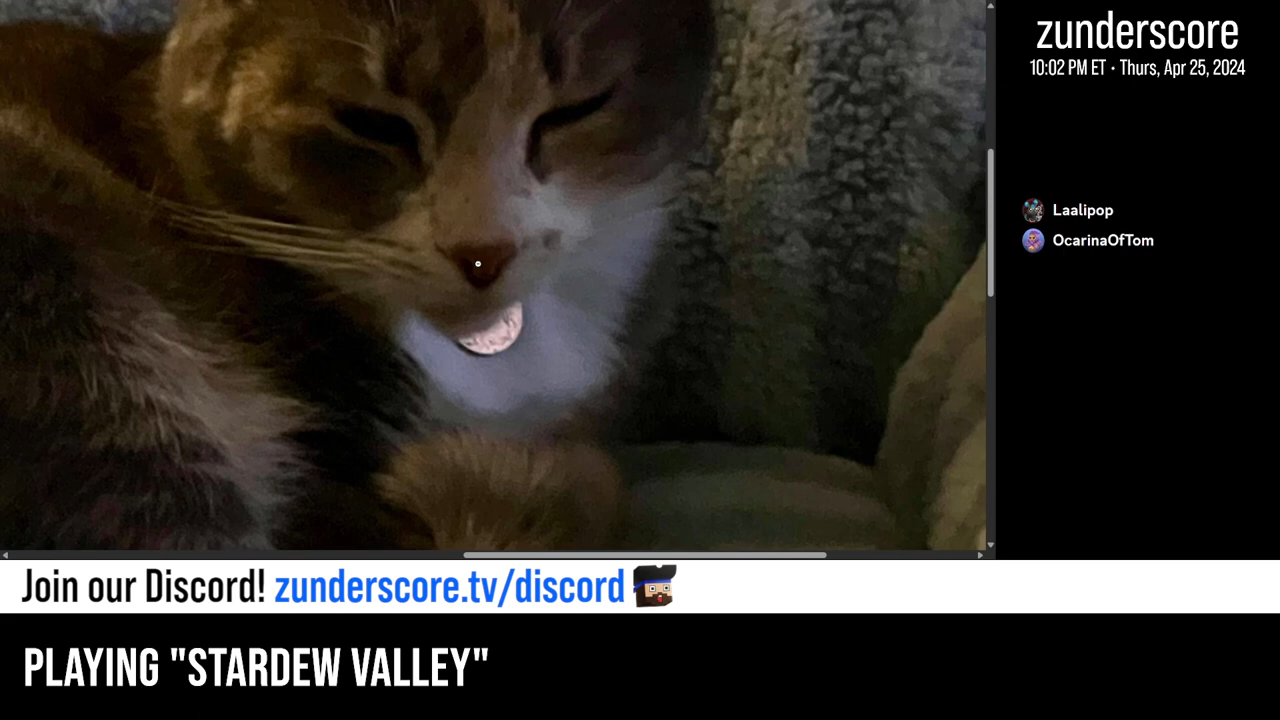 zunderscore
10:02 PM ET • Thurs, Apr 25, 2024
Laalipop
OcarinaOfTom
Join our Discord! zunderscore.tv/discord
PLAYING "STARDEW VALLEY"